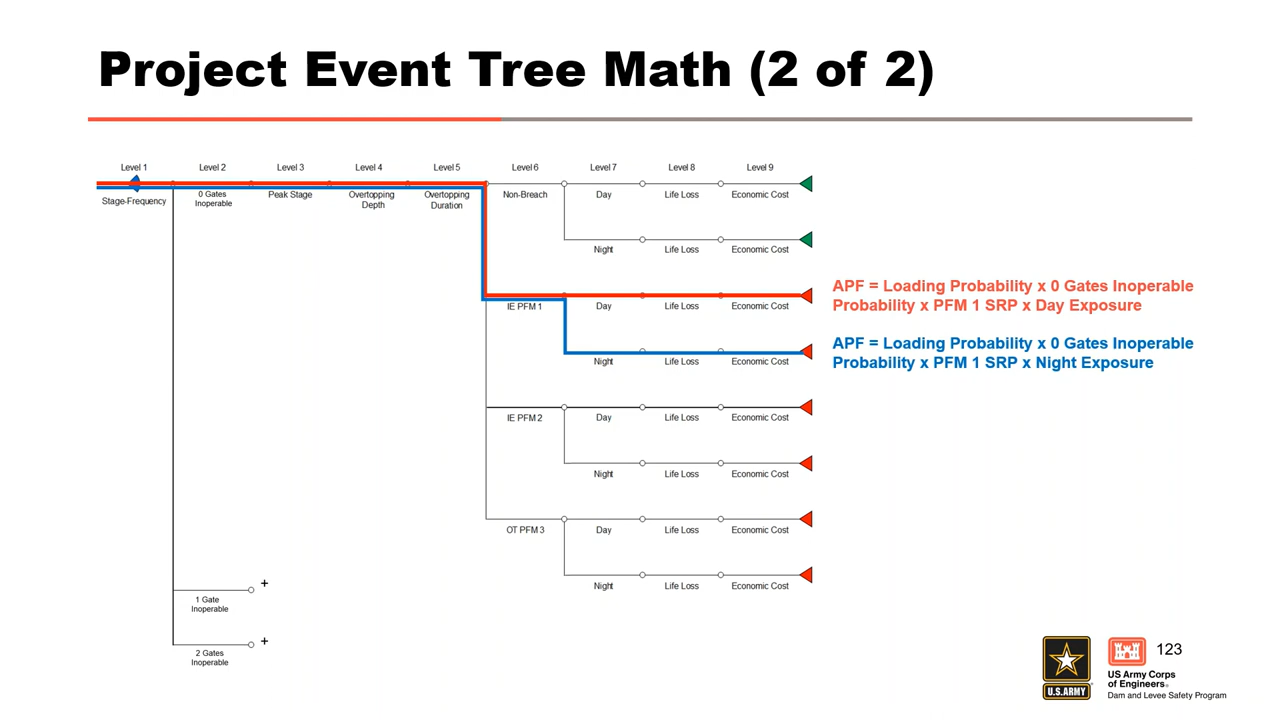 Project Event Tree Math (2 of 2)
Level 1 Level 2 Level 3 Level 4 Level 5 Level 6 Level 7 Level 8 Level 9
Stage-Frequency
0 Gates
Inoperable
Peak Stage
Overtopping
Depth
Overtopping
Duration
Non-Breach
Day
Life Loss
Economic Cost
Night
Life Loss
Economic Cost
IE PFM 1
Day
Life Loss
Economic Cost
APF = Loading Probability x 0 Gates Inoperable
Probability x PFM 1 SRP x Day Exposure
Night
Life Loss
Economic Cost
APF = Loading Probability x 0 Gates Inoperable
Probability x PFM 1 SRP x Night Exposure
IE PFM 2
Day
Life Loss
Economic Cost
Night
Life Loss
Economic Cost
OT PFM 3
Day
Life Loss
Economic Cost
Night
Life Loss
Economic Cost
+
1 Gate
Inoperable
+
2 Gates
Inoperable
U.S.ARMY
123
US Army Corps
of Engineers®
Dam and Levee Safety Program